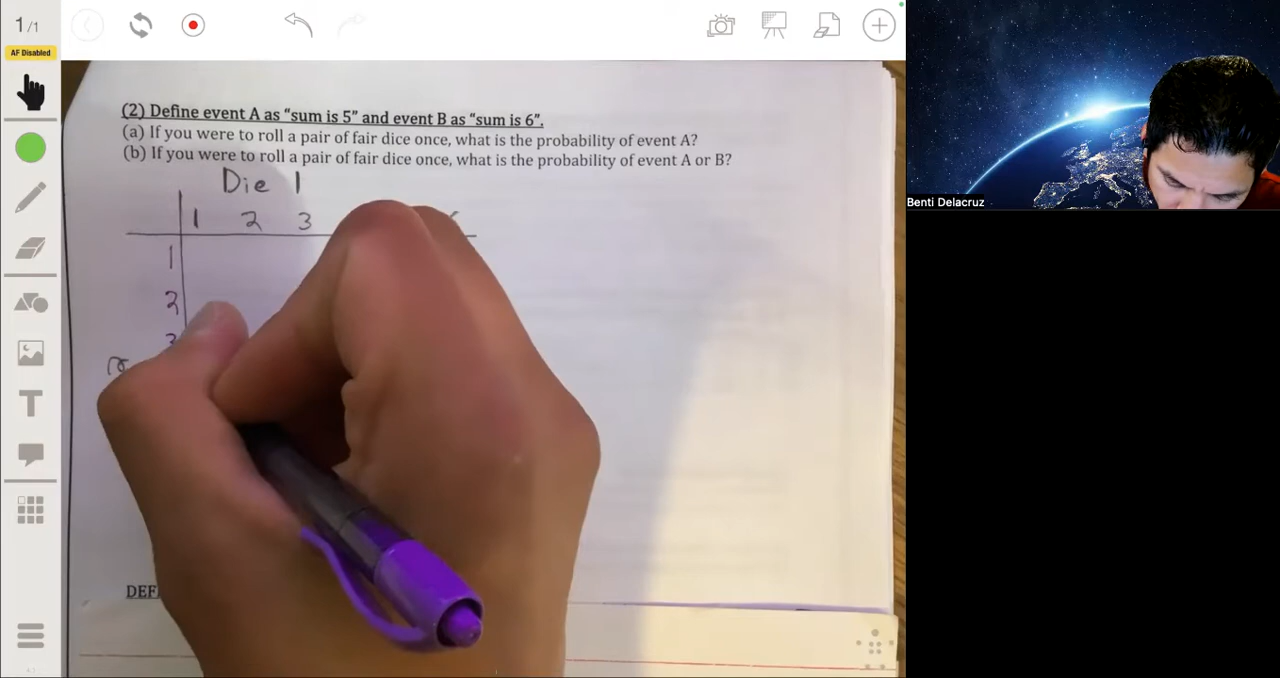 1/1
AF Disabled
(2) Define event A as “sum is 5” and event B as “sum is 6”.
(a) If you were to roll a pair of fair dice once, what is the probability of event A?
(b) If you were to roll a pair of fair dice once, what is the probability of event A or B?
Die 1
1 2 3
1
2
3
DEF
T
Benti Delacruz